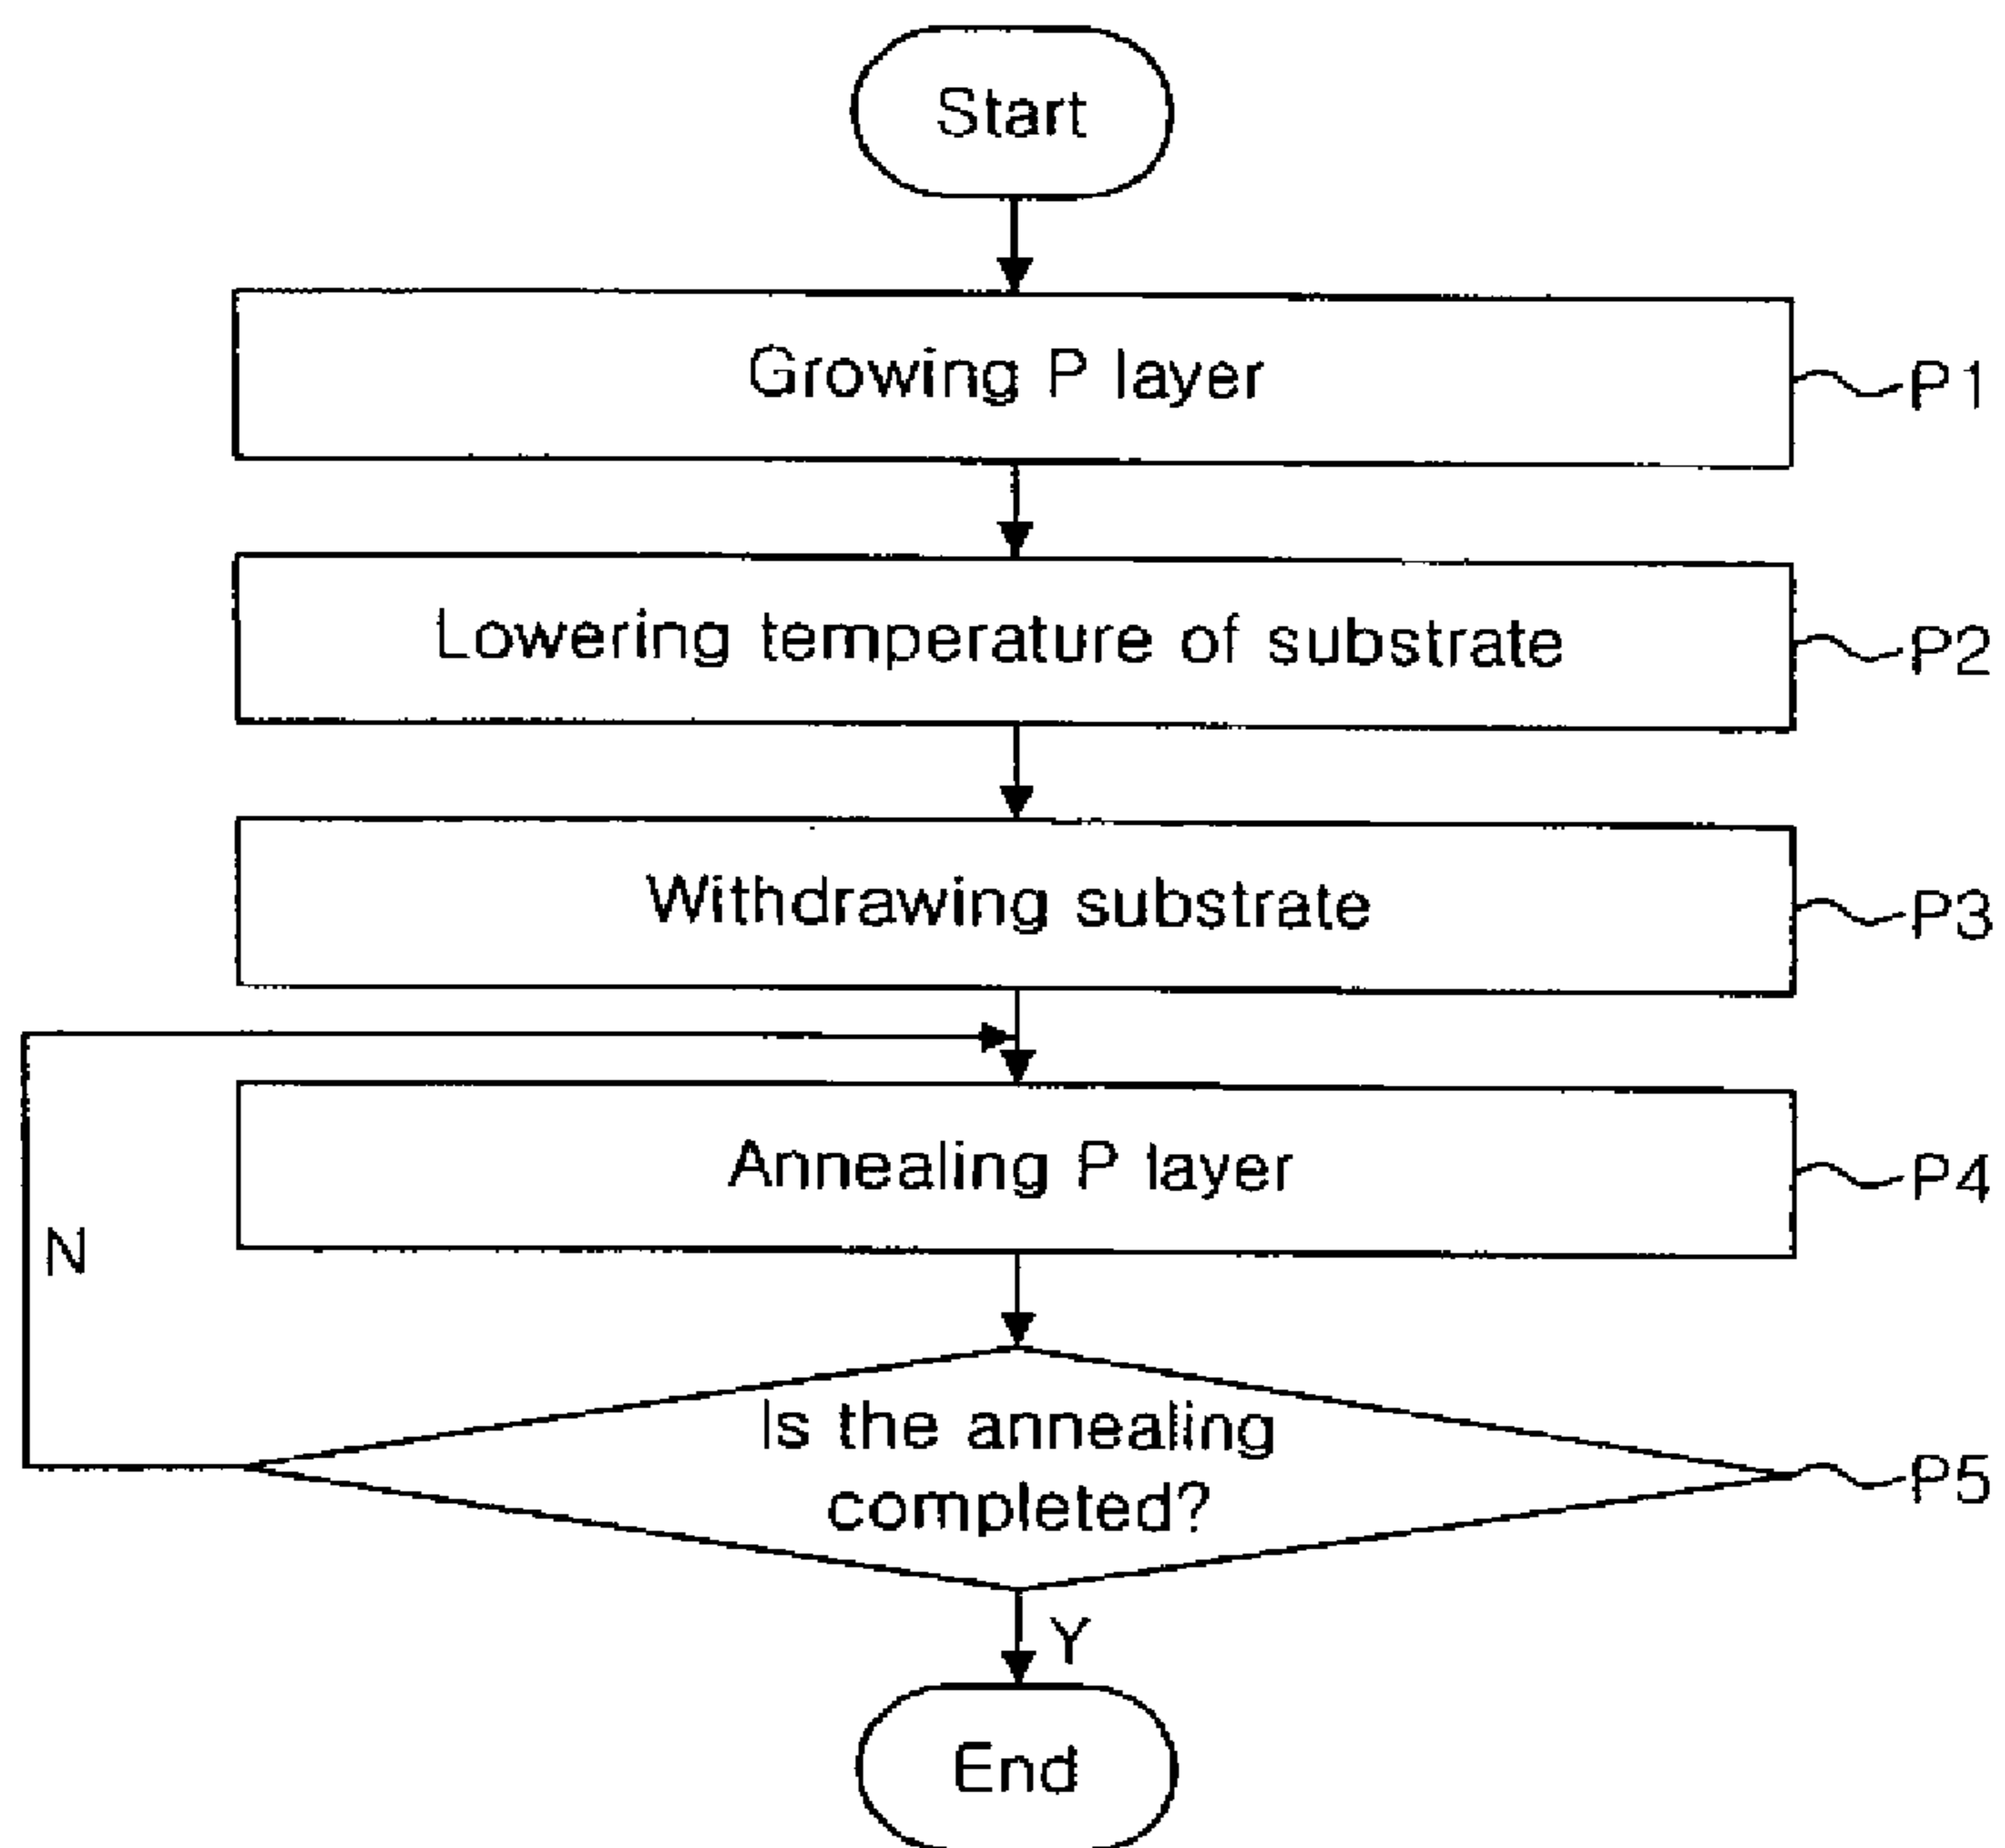 Start
Growing P layer
P1
Lowering temperature of substrate
P2
Withdrawing substrate
P3
Annealing P layer
P4
N
Is the annealing
completed?
P5
Y
End